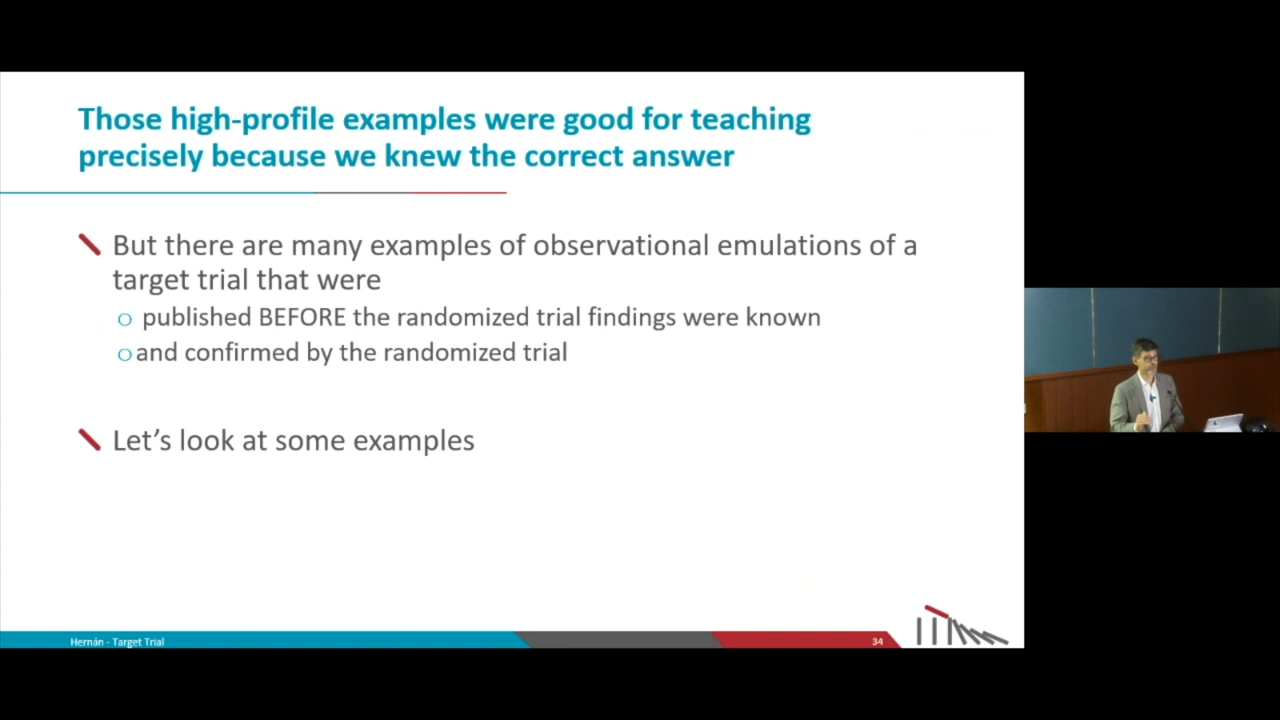 Those high-profile examples were good for teaching
precisely because we knew the correct answer
But there are many examples of observational emulations of a
target trial that were
o published BEFORE the randomized trial findings were known
o and confirmed by the randomized trial
Let's look at some examples
Hernán - Target Trial
34